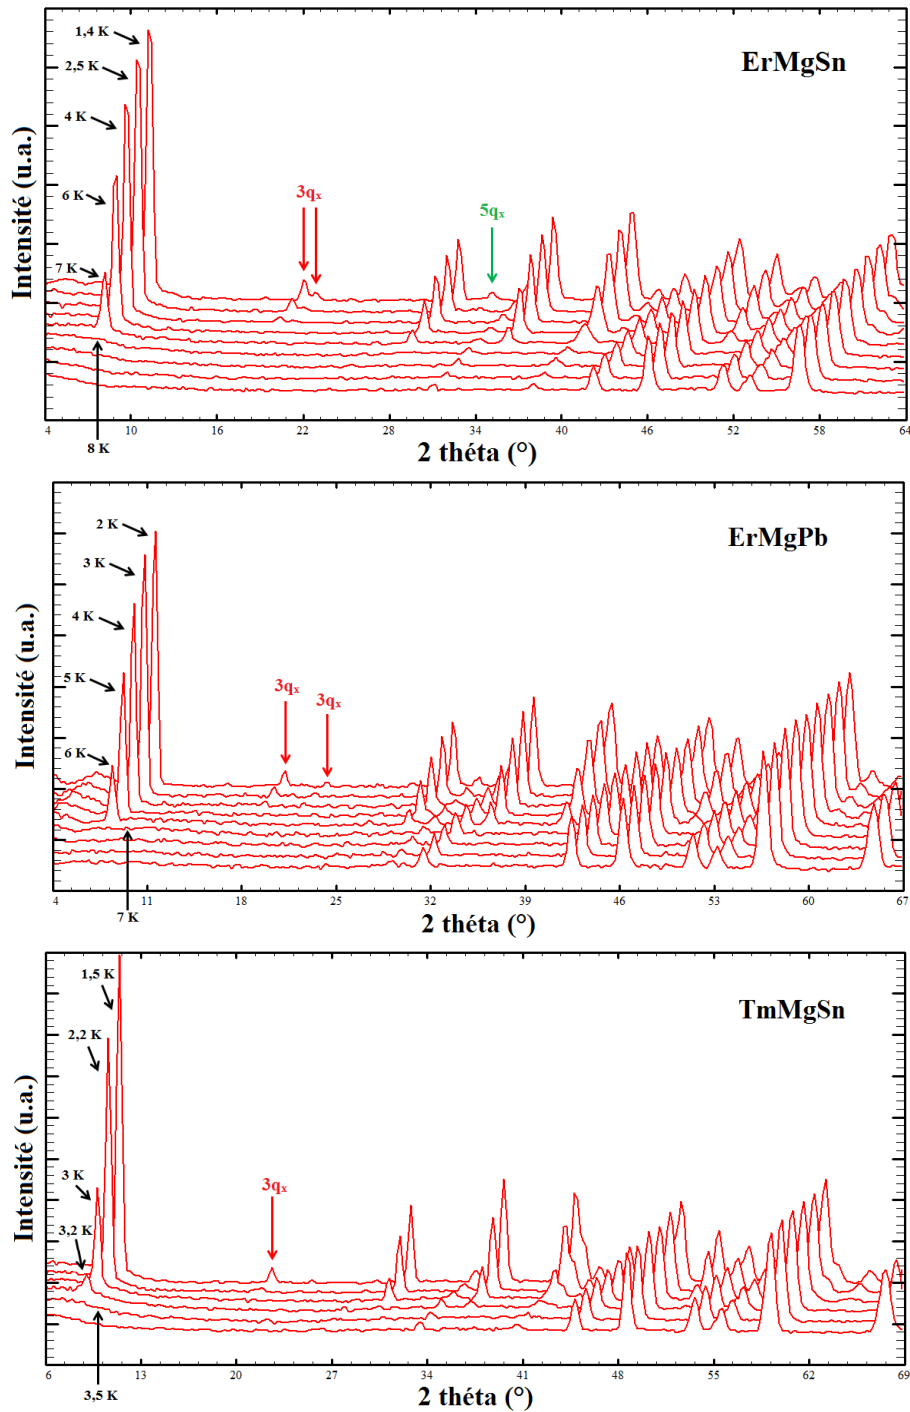 ErMgSn
1,4 K
2,5 K
4 K
6 K
7 K
8 K
3qx
5qx
Intensité (u.a.)
4 10 16 22 28 34 40 46 52 58 64
2 théta (°)
ErMgPb
2 K
3 K
4 K
5 K
6 K
7 K
3qx
3qx
Intensité (u.a.)
4 11 18 25 32 39 46 53 60 67
2 théta (°)
TmMgSn
1,5 K
2,2 K
3 K
3,2 K
3,5 K
3qx
Intensité (u.a.)
6 13 20 27 34 41 48 55 62 69
2 théta (°)